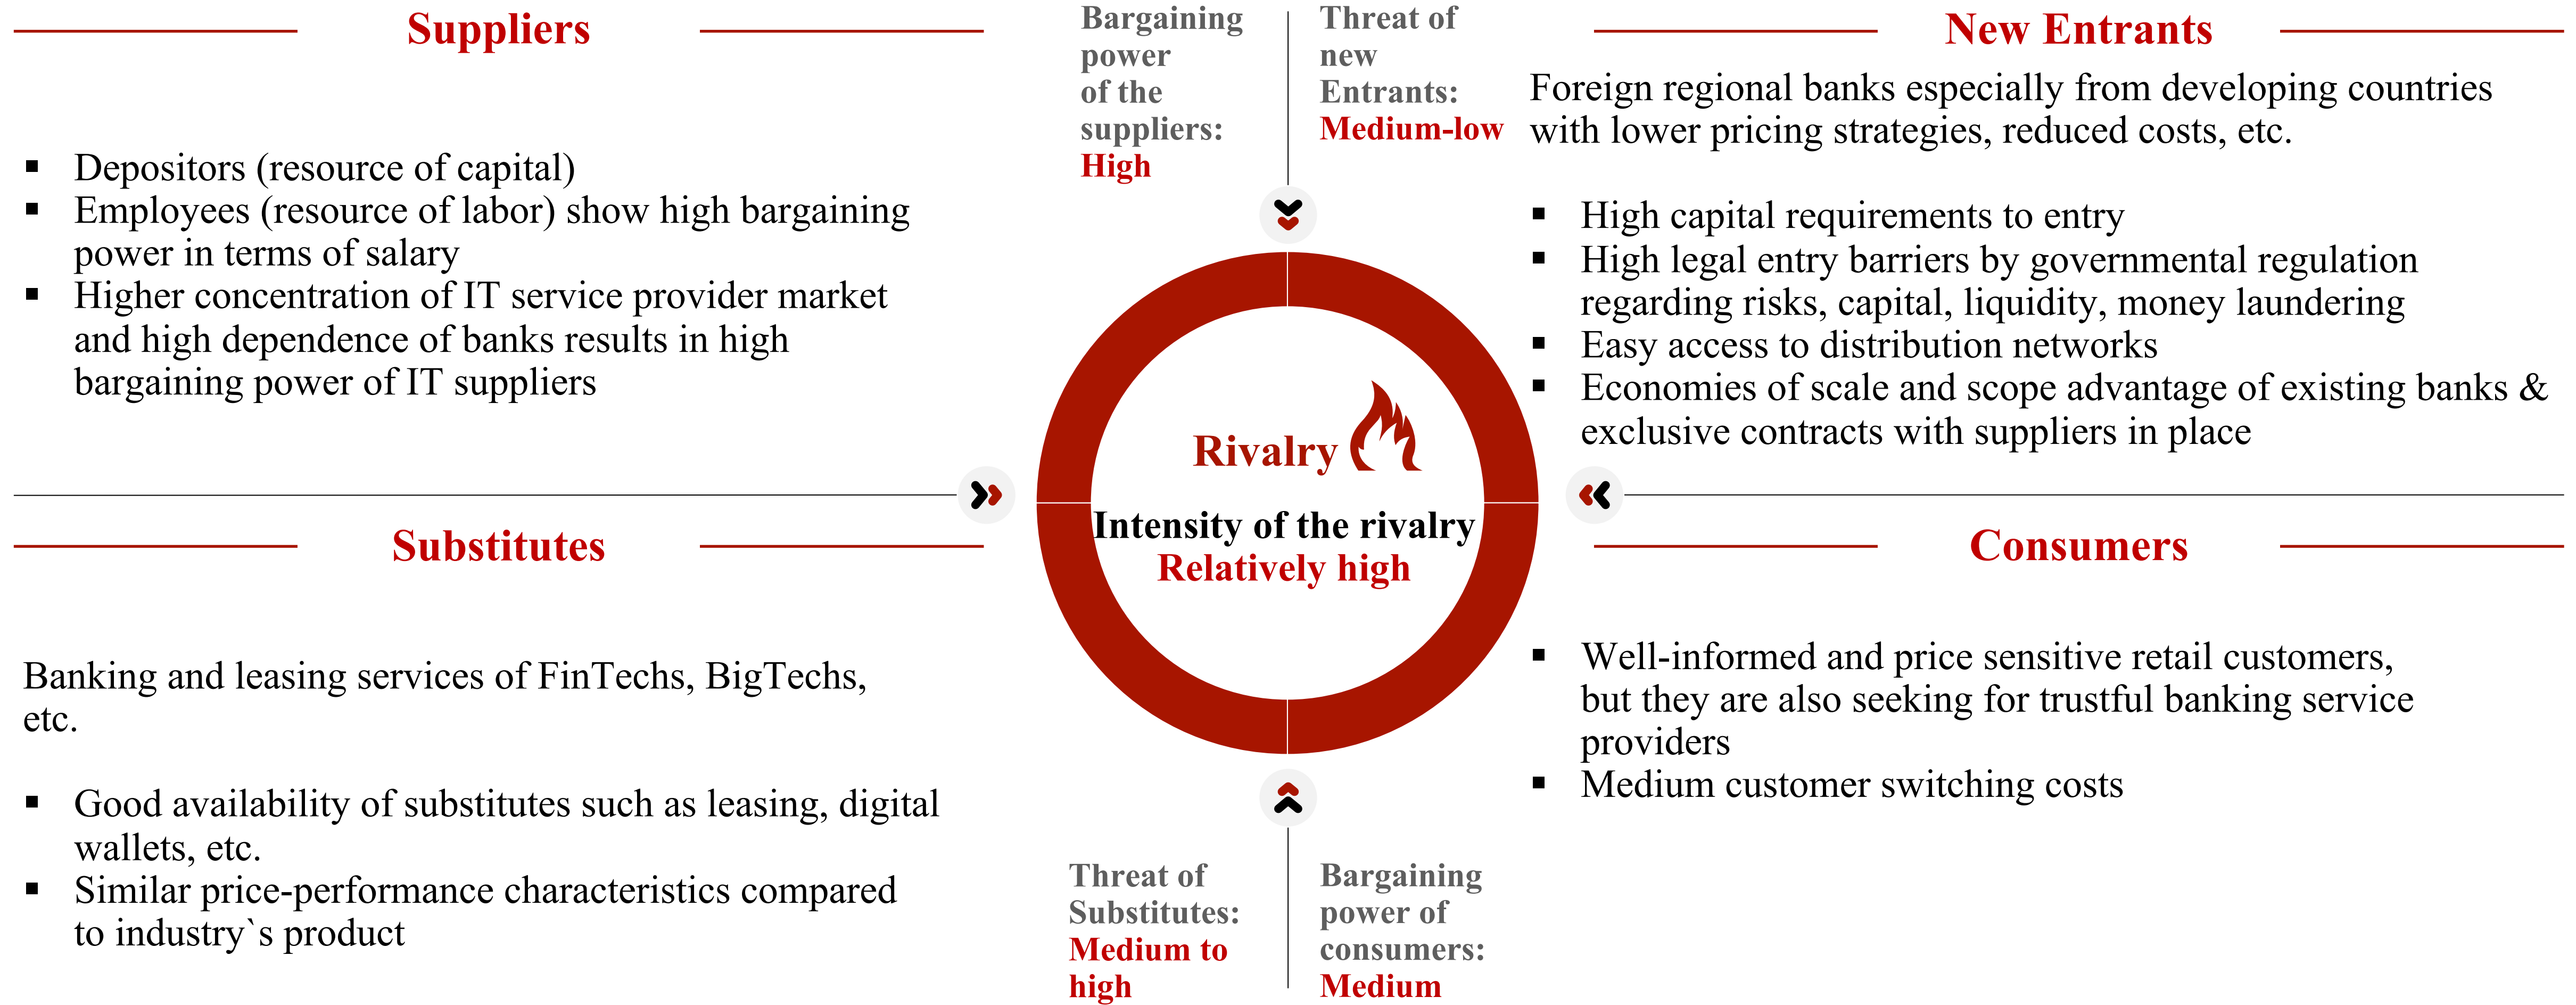 Suppliers
▪ Depositors (resource of capital)
▪ Employees (resource of labor) show high bargaining
power in terms of salary
▪ Higher concentration of IT service provider market
and high dependence of banks results in high
bargaining power of IT suppliers
Bargaining
power
of the
suppliers:
High
Threat of
new
Entrants:
Medium-low
New Entrants
Foreign regional banks especially from developing countries
with lower pricing strategies, reduced costs, etc.
▪ High capital requirements to entry
▪ High legal entry barriers by governmental regulation
regarding risks, capital, liquidity, money laundering
▪ Easy access to distribution networks
▪ Economies of scale and scope advantage of existing banks &
exclusive contracts with suppliers in place
Rivalry
Intensity of the rivalry
Relatively high
Substitutes
Banking and leasing services of FinTechs, BigTechs,
etc.
▪ Good availability of substitutes such as leasing, digital
wallets, etc.
▪ Similar price-performance characteristics compared
to industry`s product
Threat of
Substitutes:
Medium to
high
Bargaining
power of
consumers:
Medium
Consumers
▪ Well-informed and price sensitive retail customers,
but they are also seeking for trustful banking service
providers
▪ Medium customer switching costs